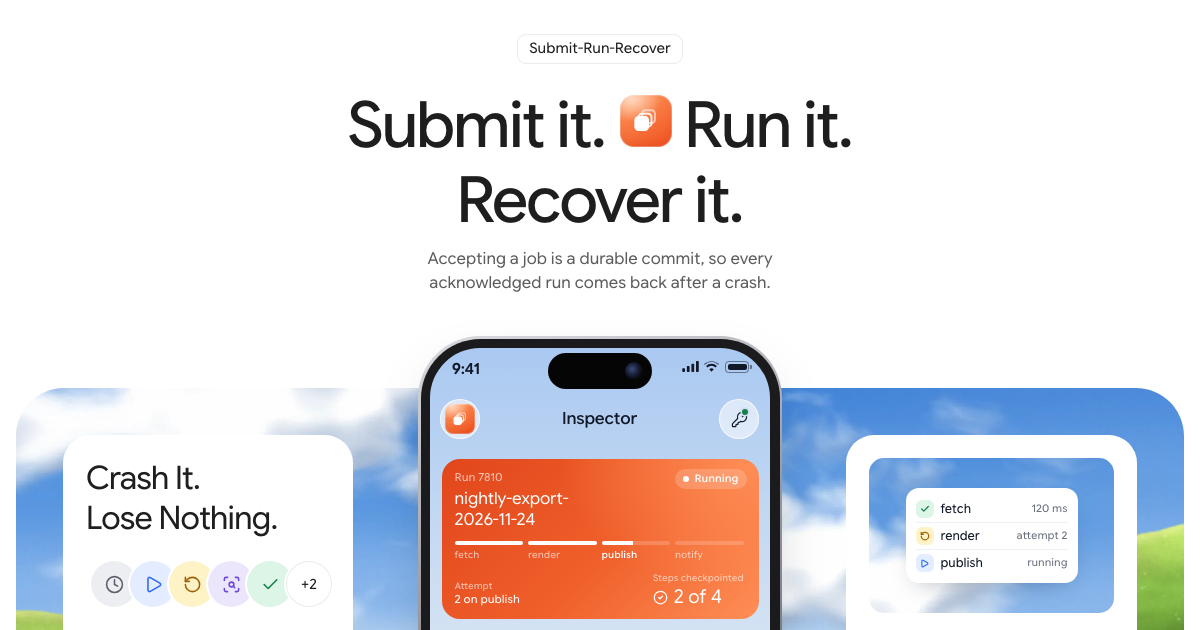 Submit-Run-Recover
Submit it. Run it.
Recover it.
Accepting a job is a durable commit, so every
acknowledged run comes back after a crash.
9:41
Inspector
Run 7810
Running
nightly-export-
2026-11-24
fetch
render
publish
notify
Attempt
2 on publish
Steps checkpointed
2 of 4
Crash It.
Lose Nothing.
+2
fetch 120 ms
render attempt 2
publish running